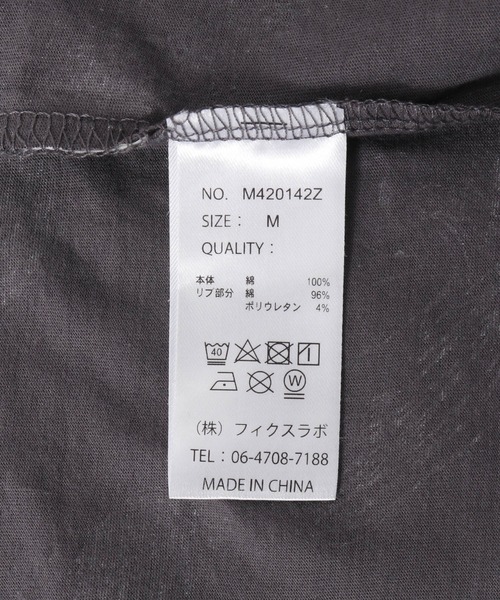 NO. M420142Z
SIZE： M
QUALITY：
本体 綿 100%
リブ部分 綿 96%
ポリウレタン 4%
40
W
（株）フィクスラボ
TEL：06-4708-7188
MADE IN CHINA